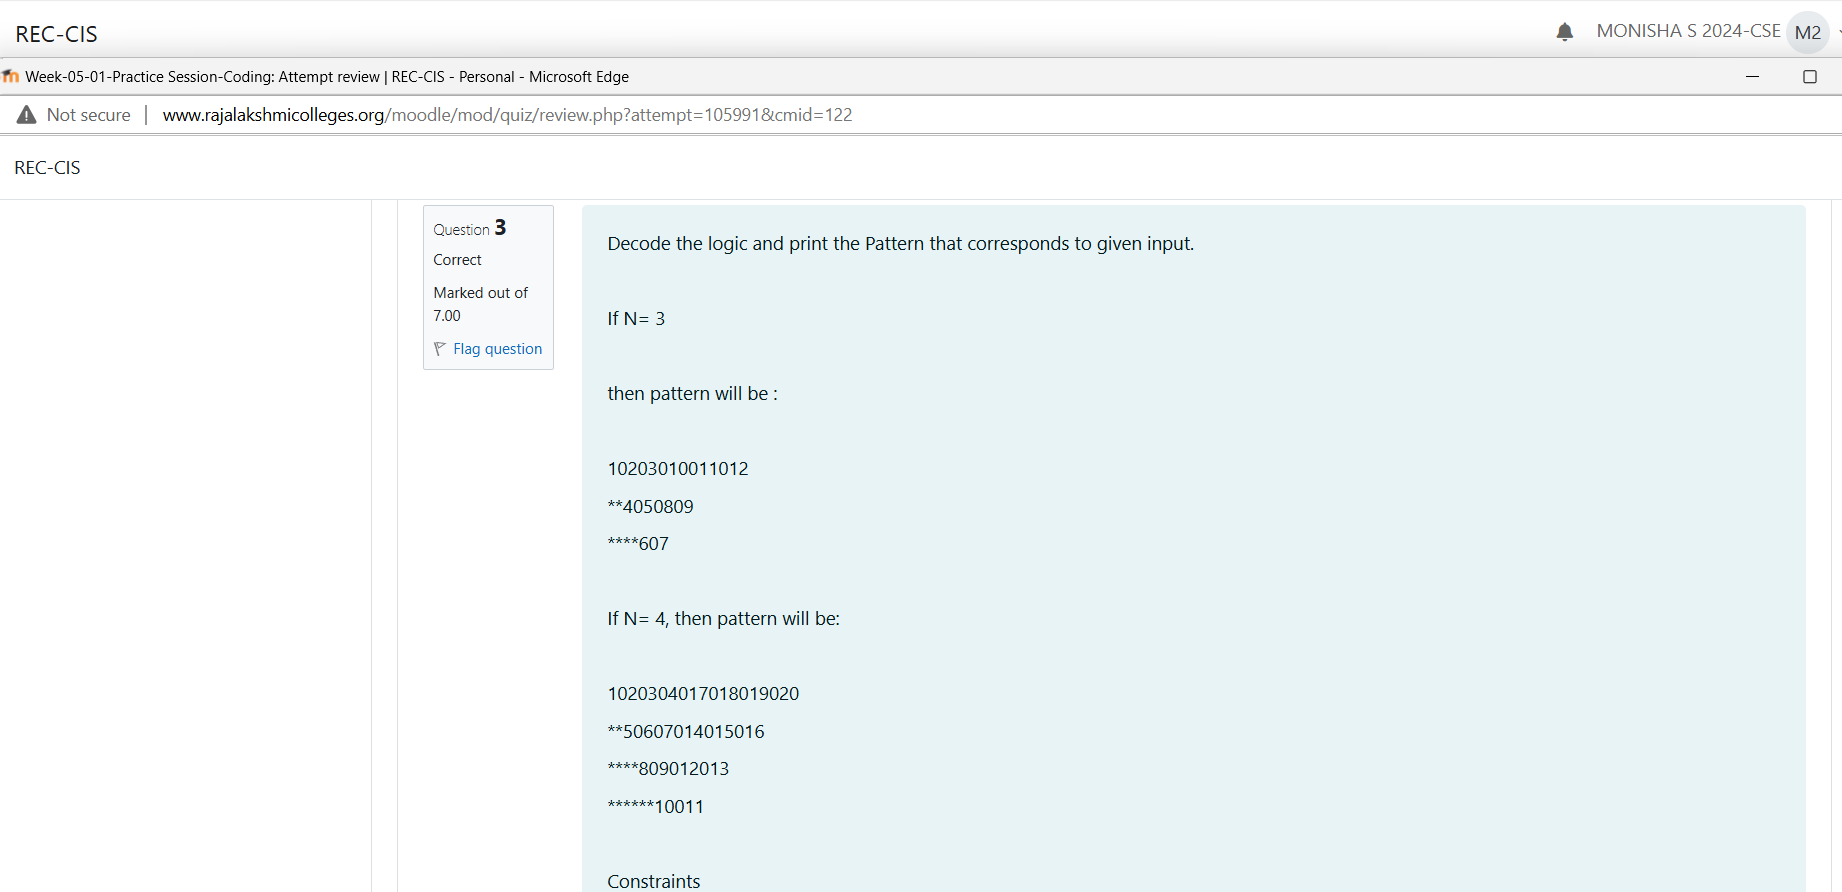 REC-CIS
MONISHA S 2024-CSE M2
Week-05-01-Practice Session-Coding: Attempt review | REC-CIS - Personal - Microsoft Edge
Not secure | www.rajalakshmicolleges.org/moodle/mod/quiz/review.php?attempt=105991&cmid=122
REC-CIS
Question 3
Correct
Marked out of
7.00
Flag question
Decode the logic and print the Pattern that corresponds to given input.
If N= 3
then pattern will be :
10203010011012
**4050809
****607
If N= 4, then pattern will be:
1020304017018019020
**50607014015016
****809012013
******10011
Constraints